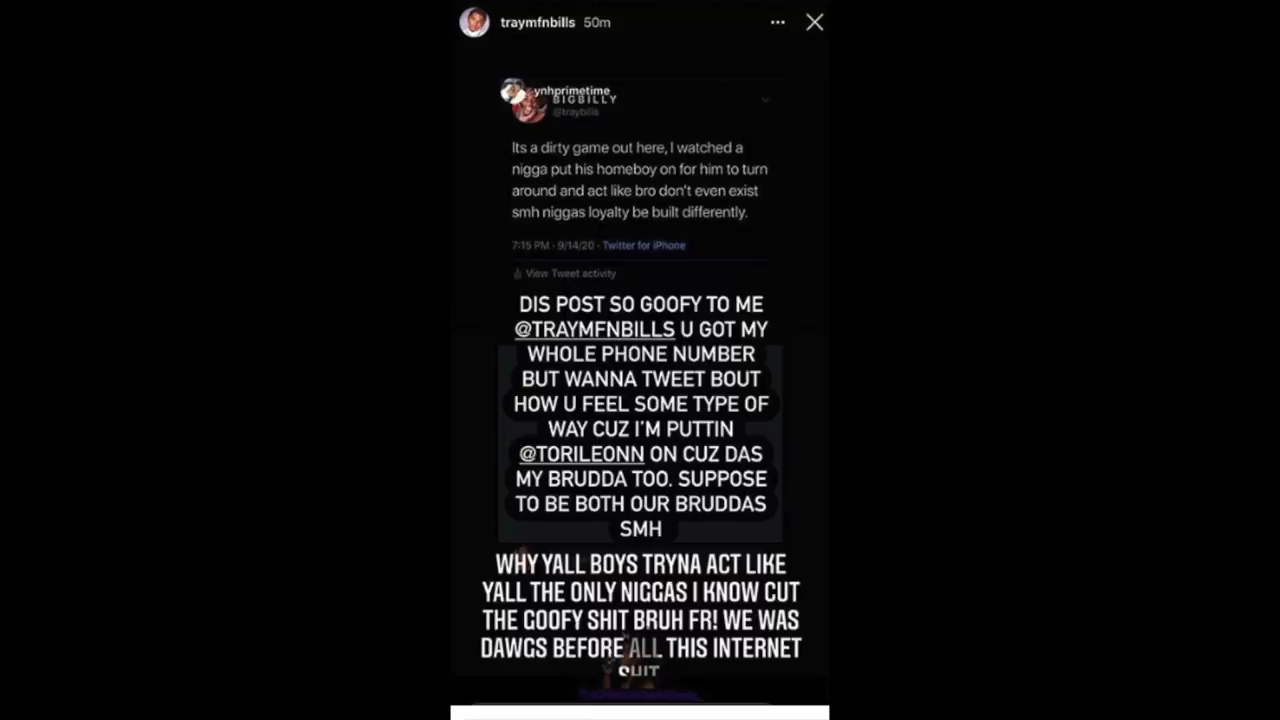 traymfnbills 50m
ynhprimetime
BIGBILLY
@traybills
Its a dirty game out here, I watched a
nigga put his homeboy on for him to turn
around and act like bro don't even exist
smh niggas loyalty be built differently.
7:15 PM · 9/14/20 · Twitter for iPhone
View Tweet activity
DIS POST SO GOOFY TO ME
@TRAYMFNBILLS U GOT MY
WHOLE PHONE NUMBER
BUT WANNA TWEET BOUT
HOW U FEEL SOME TYPE OF
WAY CUZ I'M PUTTIN
@TORILEONN ON CUZ DAS
MY BRUDDA TOO. SUPPOSE
TO BE BOTH OUR BRUDDAS
SMH
WHY YALL BOYS TRYNA ACT LIKE
YALL THE ONLY NIGGAS I KNOW CUT
THE GOOFY SHIT BRUH FR! WE WAS
DAWGS BEFORE ALL THIS INTERNET